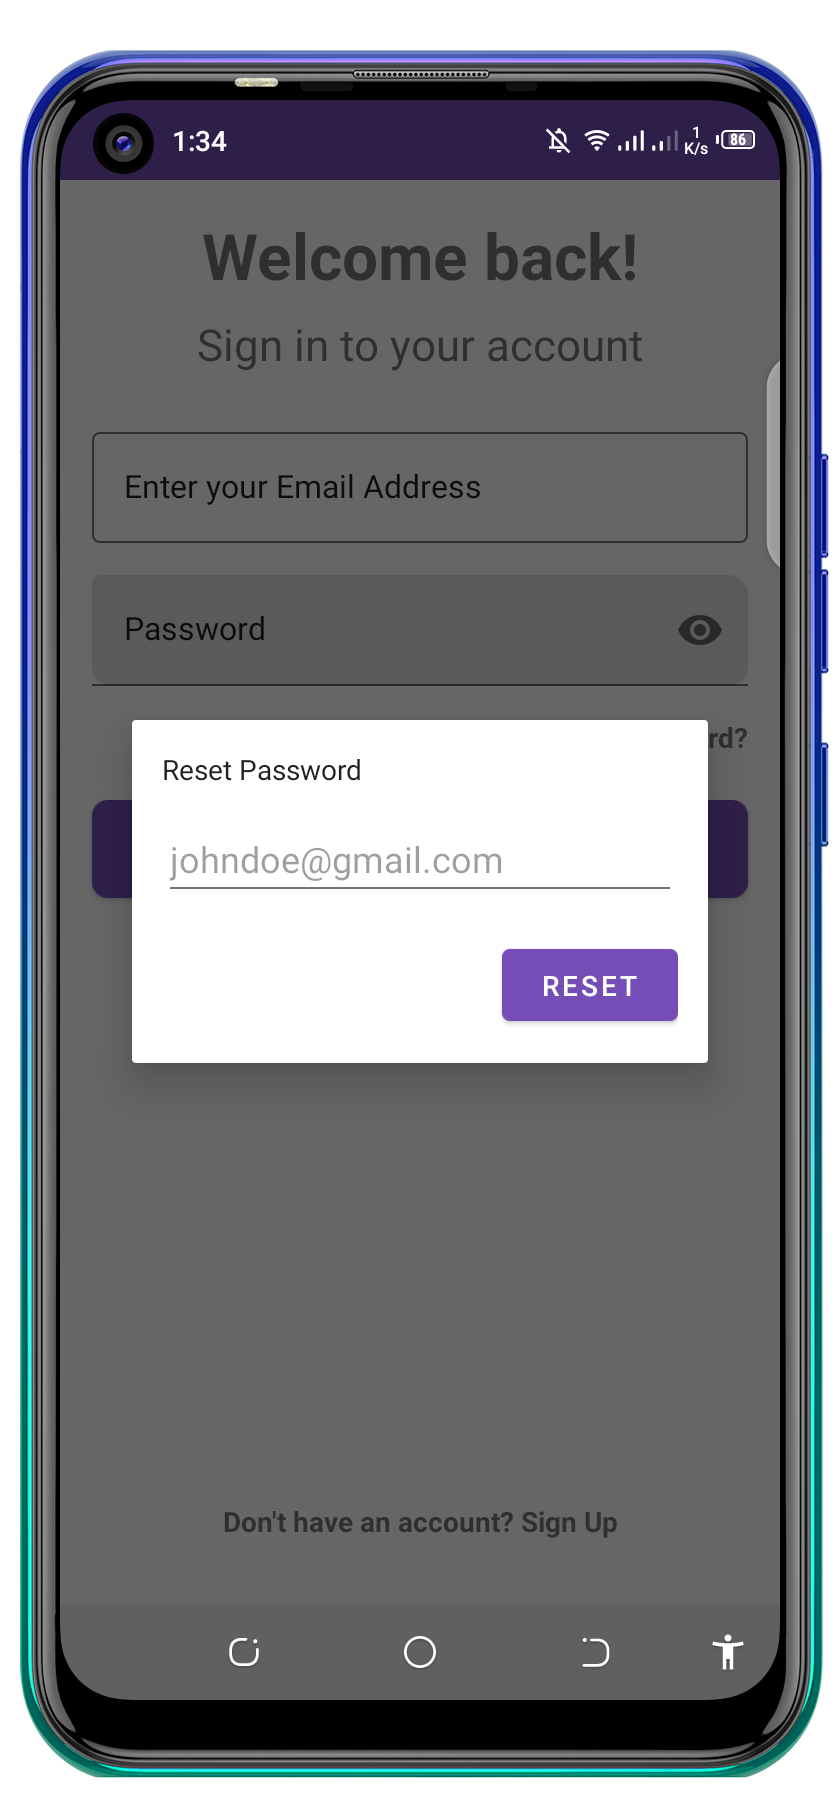 1:34
1
K/s
86
Welcome back!
Sign in to your account
Enter your Email Address
Password
rd?
Reset Password
johndoe@gmail.com
RESET
Don't have an account? Sign Up